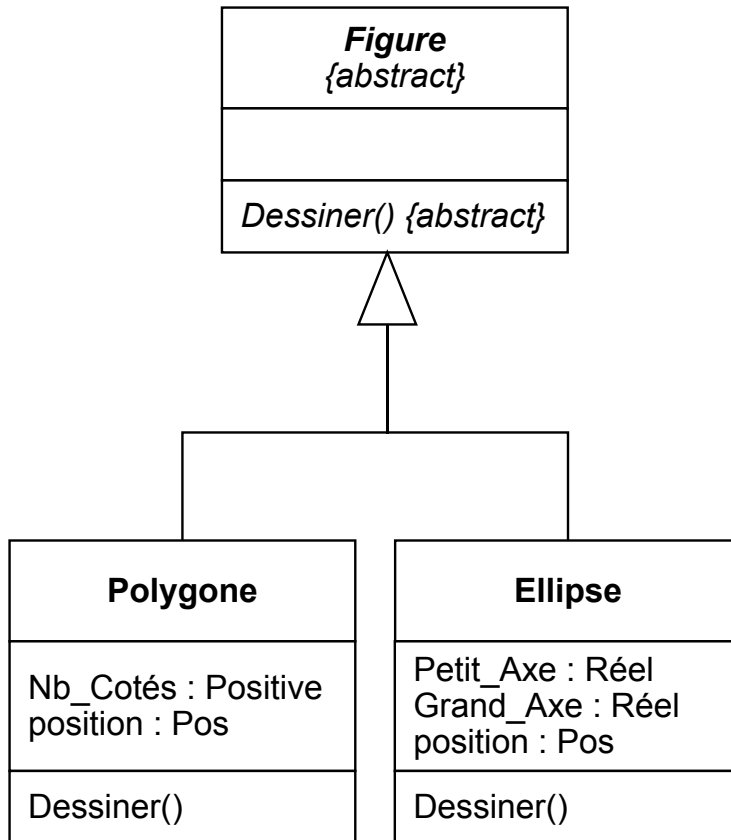 Figure
{abstract}
Dessiner() {abstract}
Polygone
Nb_Cotés : Positive
position : Pos
Dessiner()
Ellipse
Petit_Axe : Réel
Grand_Axe : Réel
position : Pos
Dessiner()